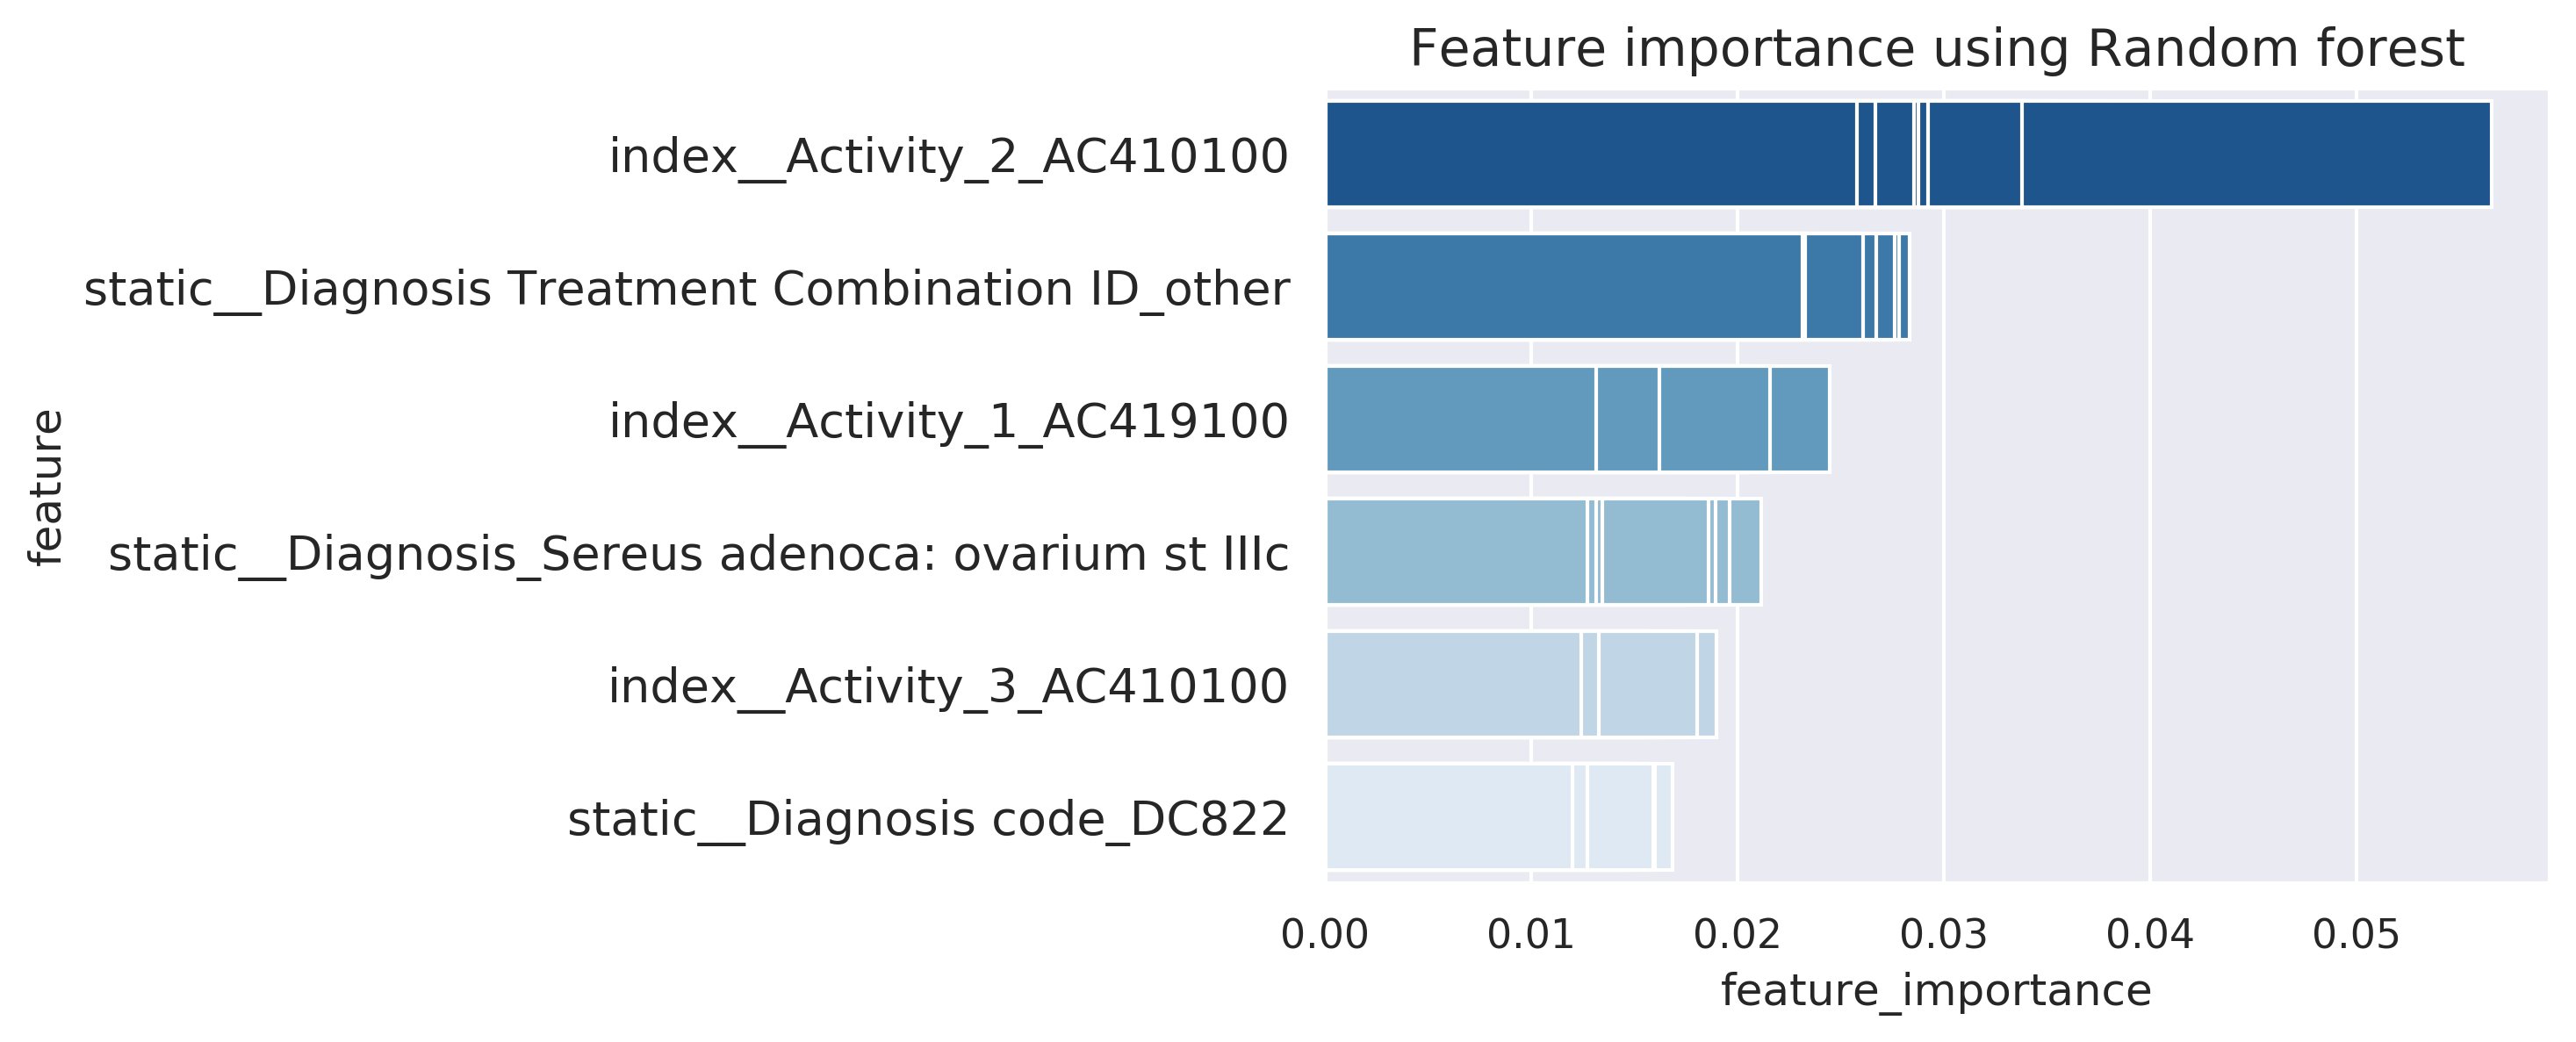 Feature importance using Random forest
feature
index__Activity_2_AC410100
static__Diagnosis Treatment Combination ID_other
index__Activity_1_AC419100
static__Diagnosis_Sereus adenoca: ovarium st IIIc
index__Activity_3_AC410100
static__Diagnosis code_DC822
0.00 0.01 0.02 0.03 0.04 0.05
feature_importance